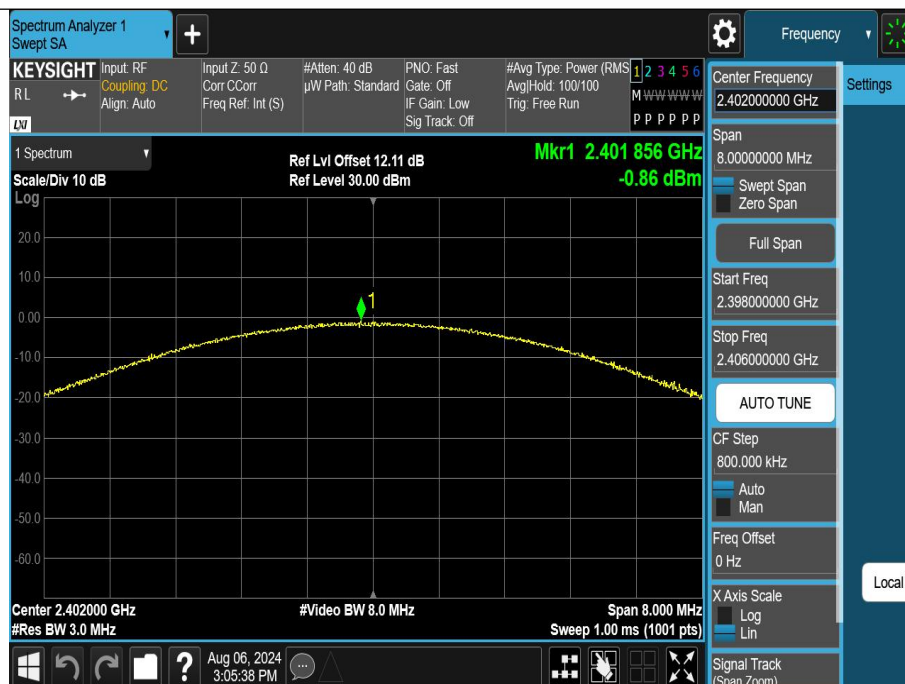 Spectrum Analyzer 1
Swept SA
Frequency
KEYSIGHT
RL
LXI
Input: RF
Coupling: DC
Align: Auto
Input Z: 50 Ω
Corr CCorr
Freq Ref: Int (S)
#Atten: 40 dB
µW Path: Standard
PNO: Fast
Gate: Off
IF Gain: Low
Sig Track: Off
#Avg Type: Power (RMS
Avg|Hold: 100/100
Trig: Free Run
1 2 3 4 5 6
M W W W W W
P P P P P P
1 Spectrum
Scale/Div 10 dB
Log
Ref Lvl Offset 12.11 dB
Ref Level 30.00 dBm
Mkr1 2.401 856 GHz
-0.86 dBm
20.0
10.0
0.00
-10.0
-20.0
-30.0
-40.0
-50.0
-60.0
1
Center 2.402000 GHz
#Res BW 3.0 MHz
#Video BW 8.0 MHz
Span 8.000 MHz
Sweep 1.00 ms (1001 pts)
?
Aug 06, 2024
3:05:38 PM
Center Frequency
2.402000000 GHz
Settings
Span
8.00000000 MHz
Swept Span
Zero Span
Full Span
Start Freq
2.398000000 GHz
Stop Freq
2.406000000 GHz
AUTO TUNE
CF Step
800.000 kHz
Auto
Man
Freq Offset
0 Hz
X Axis Scale
Log
Lin
Local
Signal Track
(Span Zoom)